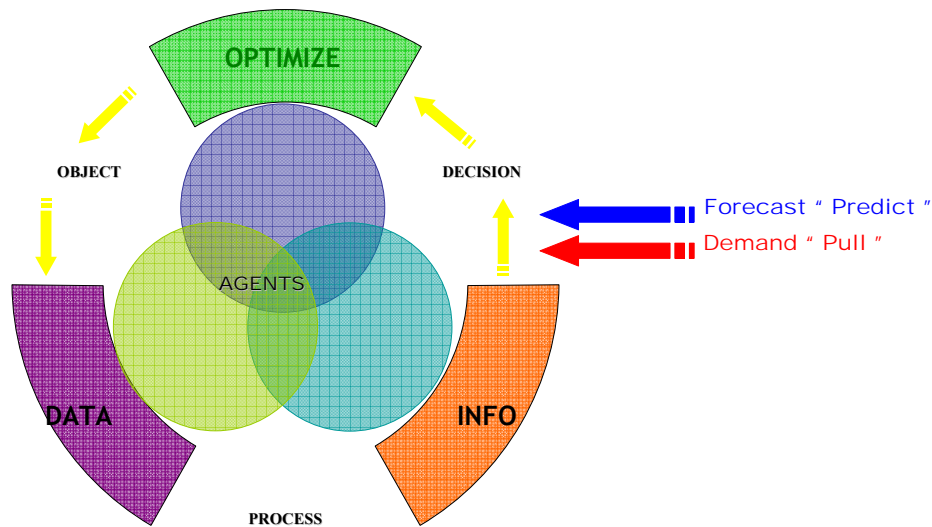 OPTIMIZE
OBJECT
DECISION
Forecast “ Predict ”
Demand “ Pull ”
AGENTS
DATA
INFO
PROCESS